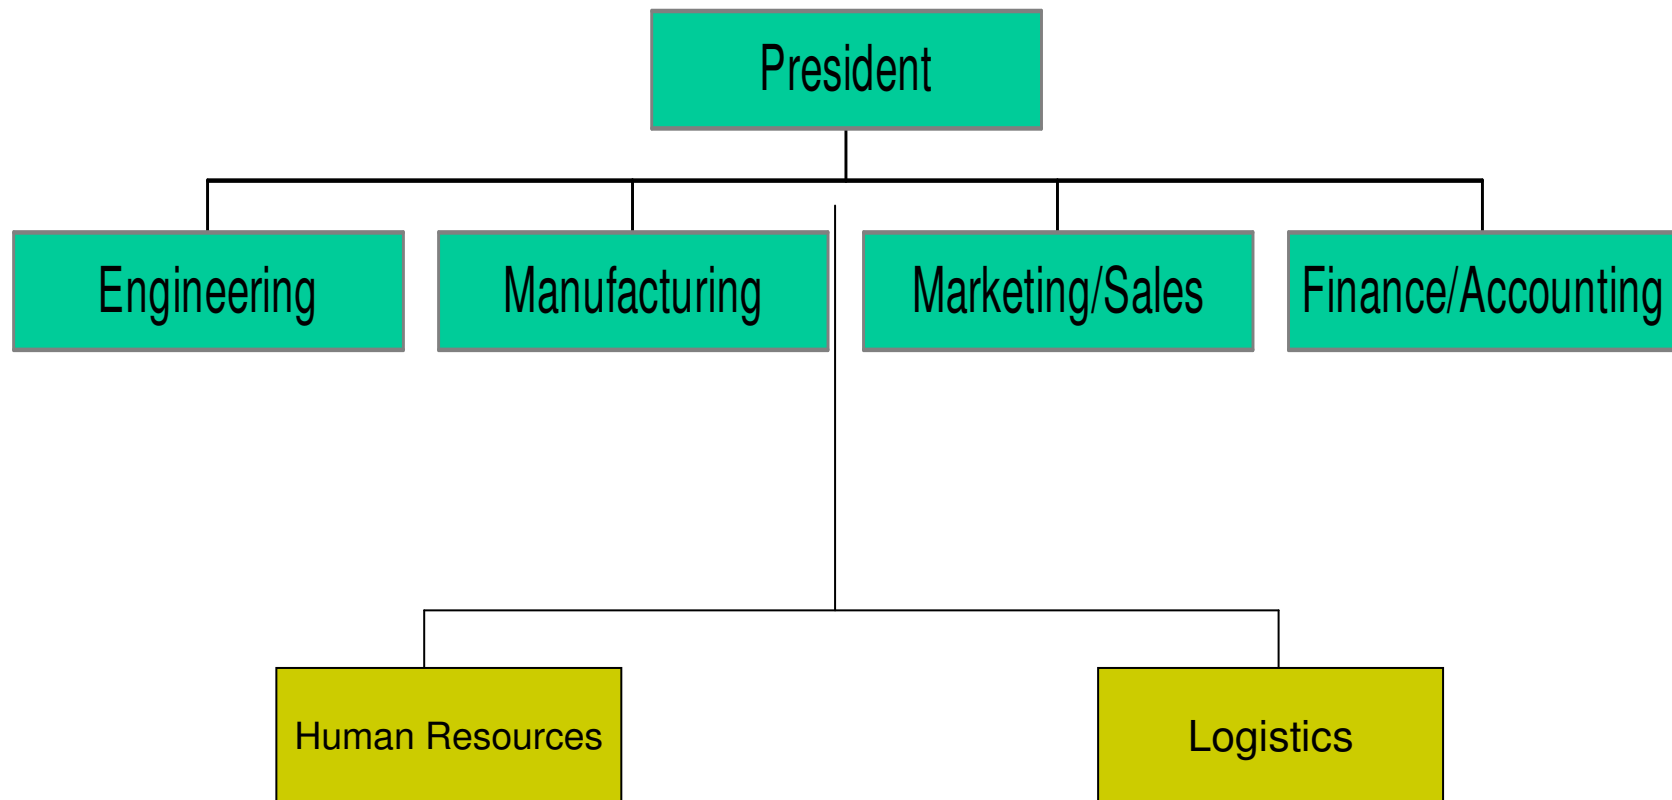 President
Engineering
Manufacturing
Marketing/Sales
Finance/Accounting
Human Resources
Logistics